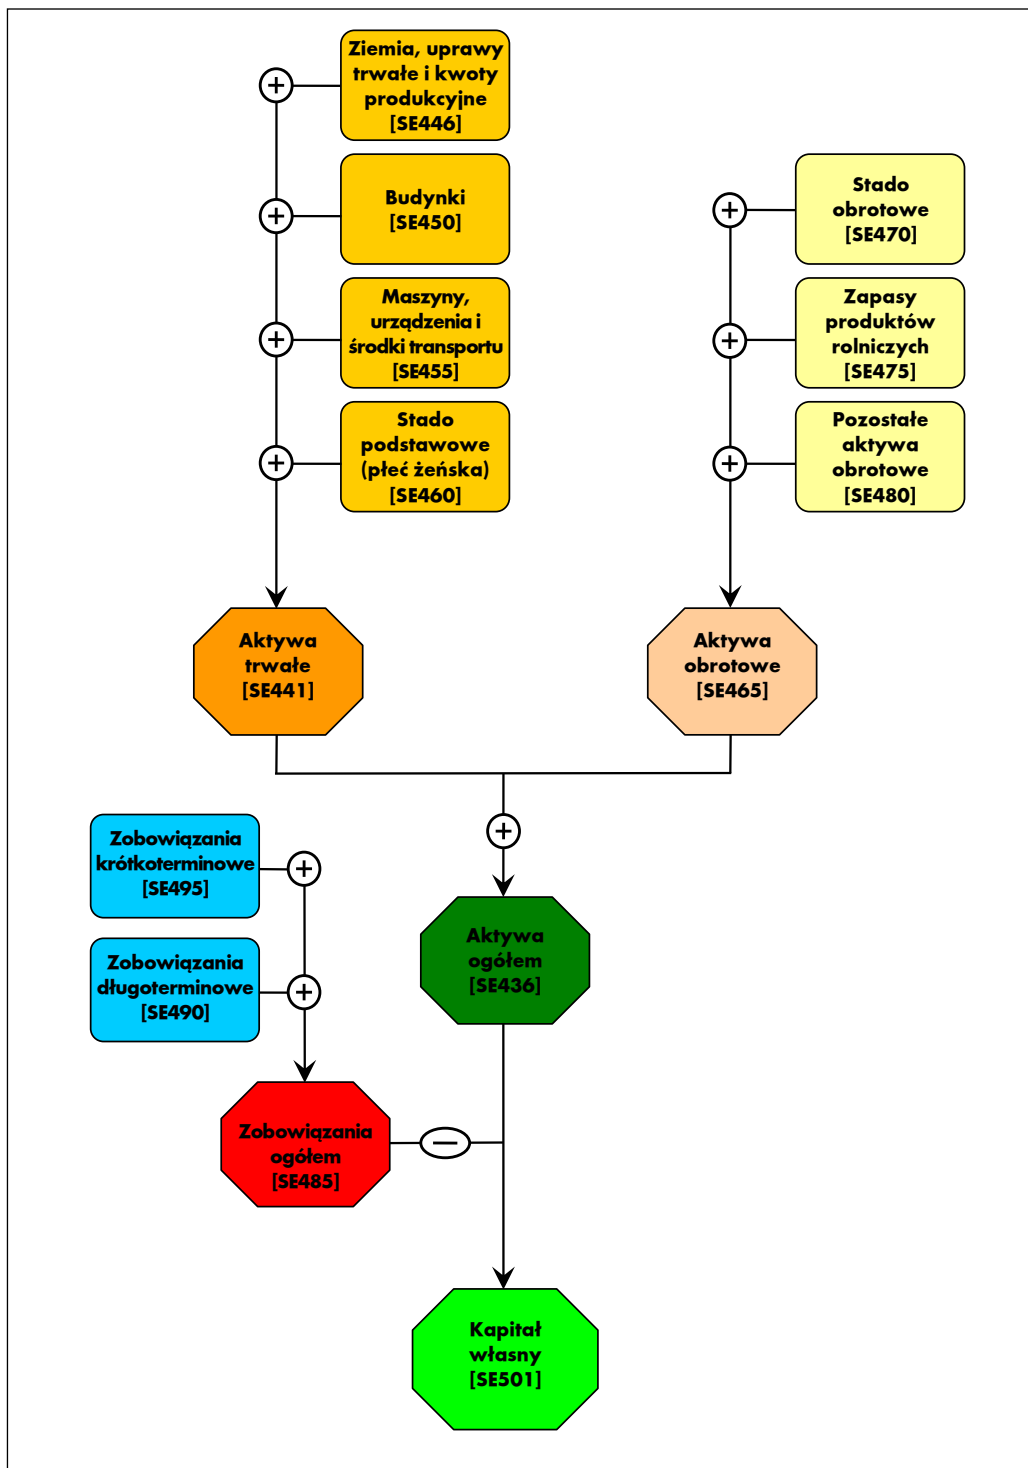 Ziemia, uprawy
trwałe i kwoty
produkcyjne
[SE446]
Budynki
[SE450]
Maszyny,
urządzenia i
środki transportu
[SE455]
Stado
podstawowe
(płeć żeńska)
[SE460]
Stado
obrotowe
[SE470]
Zapasy
produktów
rolniczych
[SE475]
Pozostałe
aktywa
obrotowe
[SE480]
Aktywa
trwałe
[SE441]
Aktywa
obrotowe
[SE465]
Zobowiązania
krótkoterminowe
[SE495]
Zobowiązania
długoterminowe
[SE490]
Aktywa
ogółem
[SE436]
Zobowiązania
ogółem
[SE485]
Kapitał
własny
[SE501]